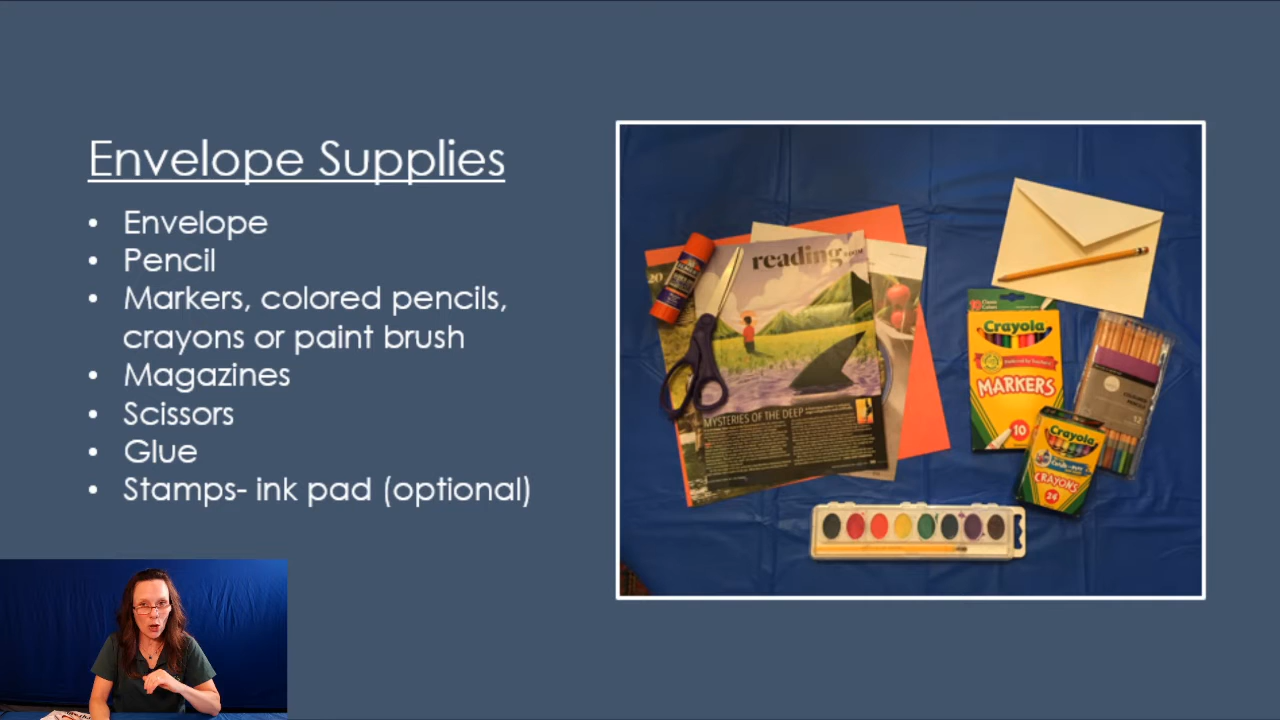 Envelope Supplies
• Envelope
• Pencil
• Markers, colored pencils,
crayons or paint brush
• Magazines
• Scissors
• Glue
• Stamps- ink pad (optional)
reading
MYSTERIES OF THE DEEP
20
Crayola
MARKERS
10
Crayola
CRAYONS
24